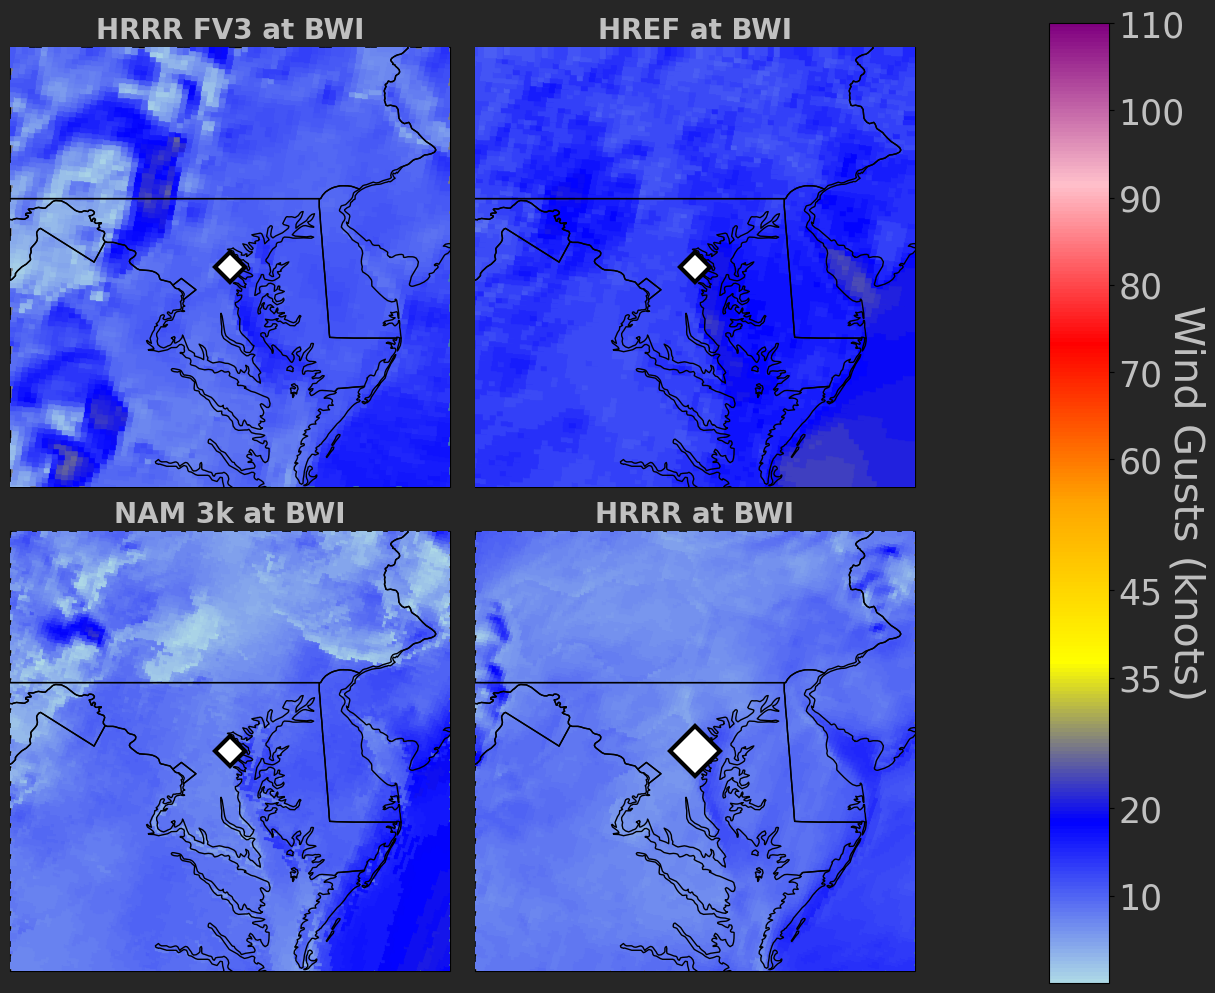 HRRR FV3 at BWI
HREF at BWI
NAM 3k at BWI
HRRR at BWI
110
100
90
80
70
60
45
35
20
10
Wind Gusts (knots)